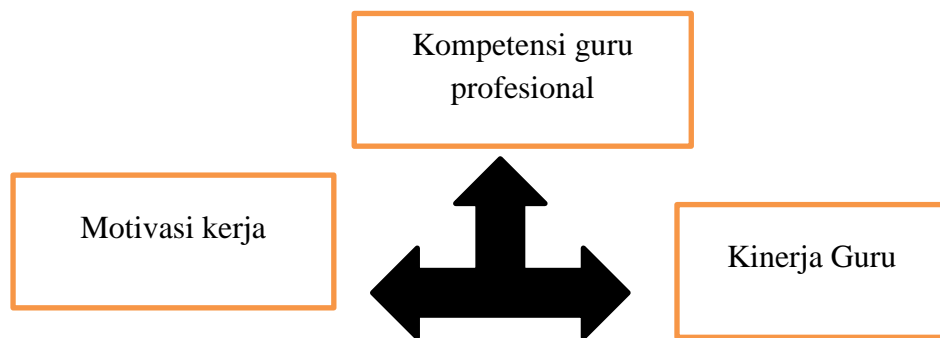 Kompetensi guru
profesional
Motivasi kerja
Kinerja Guru